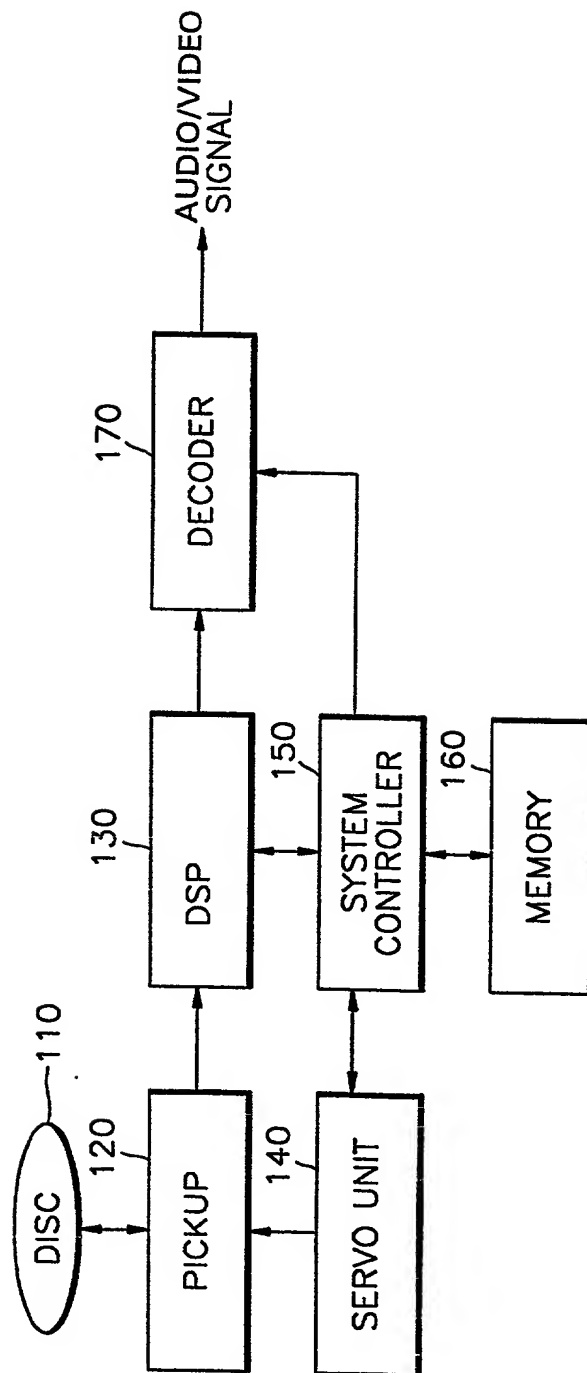 DISC
110
120
PICKUP
130
DSP
170
DECODER
AUDIO/VIDEO
SIGNAL
140
SERVO UNIT
150
SYSTEM
CONTROLLER
160
MEMORY